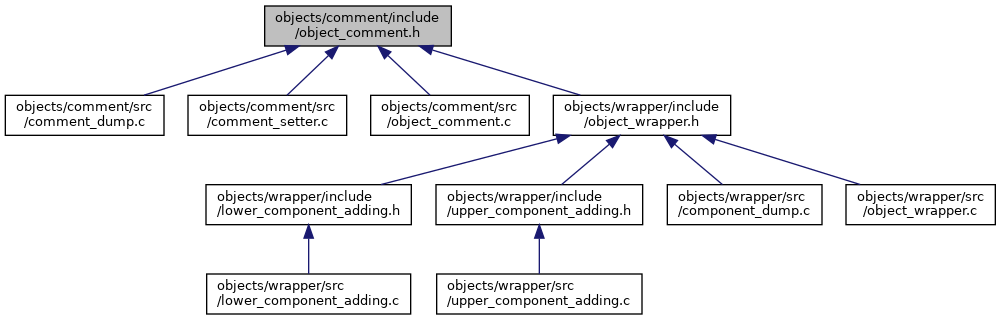 objects/comment/include
/object_comment.h
objects/comment/src
/comment_dump.c
objects/comment/src
/comment_setter.c
objects/comment/src
/object_comment.c
objects/wrapper/include
/object_wrapper.h
objects/wrapper/include
/lower_component_adding.h
objects/wrapper/include
/upper_component_adding.h
objects/wrapper/src
/component_dump.c
objects/wrapper/src
/object_wrapper.c
objects/wrapper/src
/lower_component_adding.c
objects/wrapper/src
/upper_component_adding.c